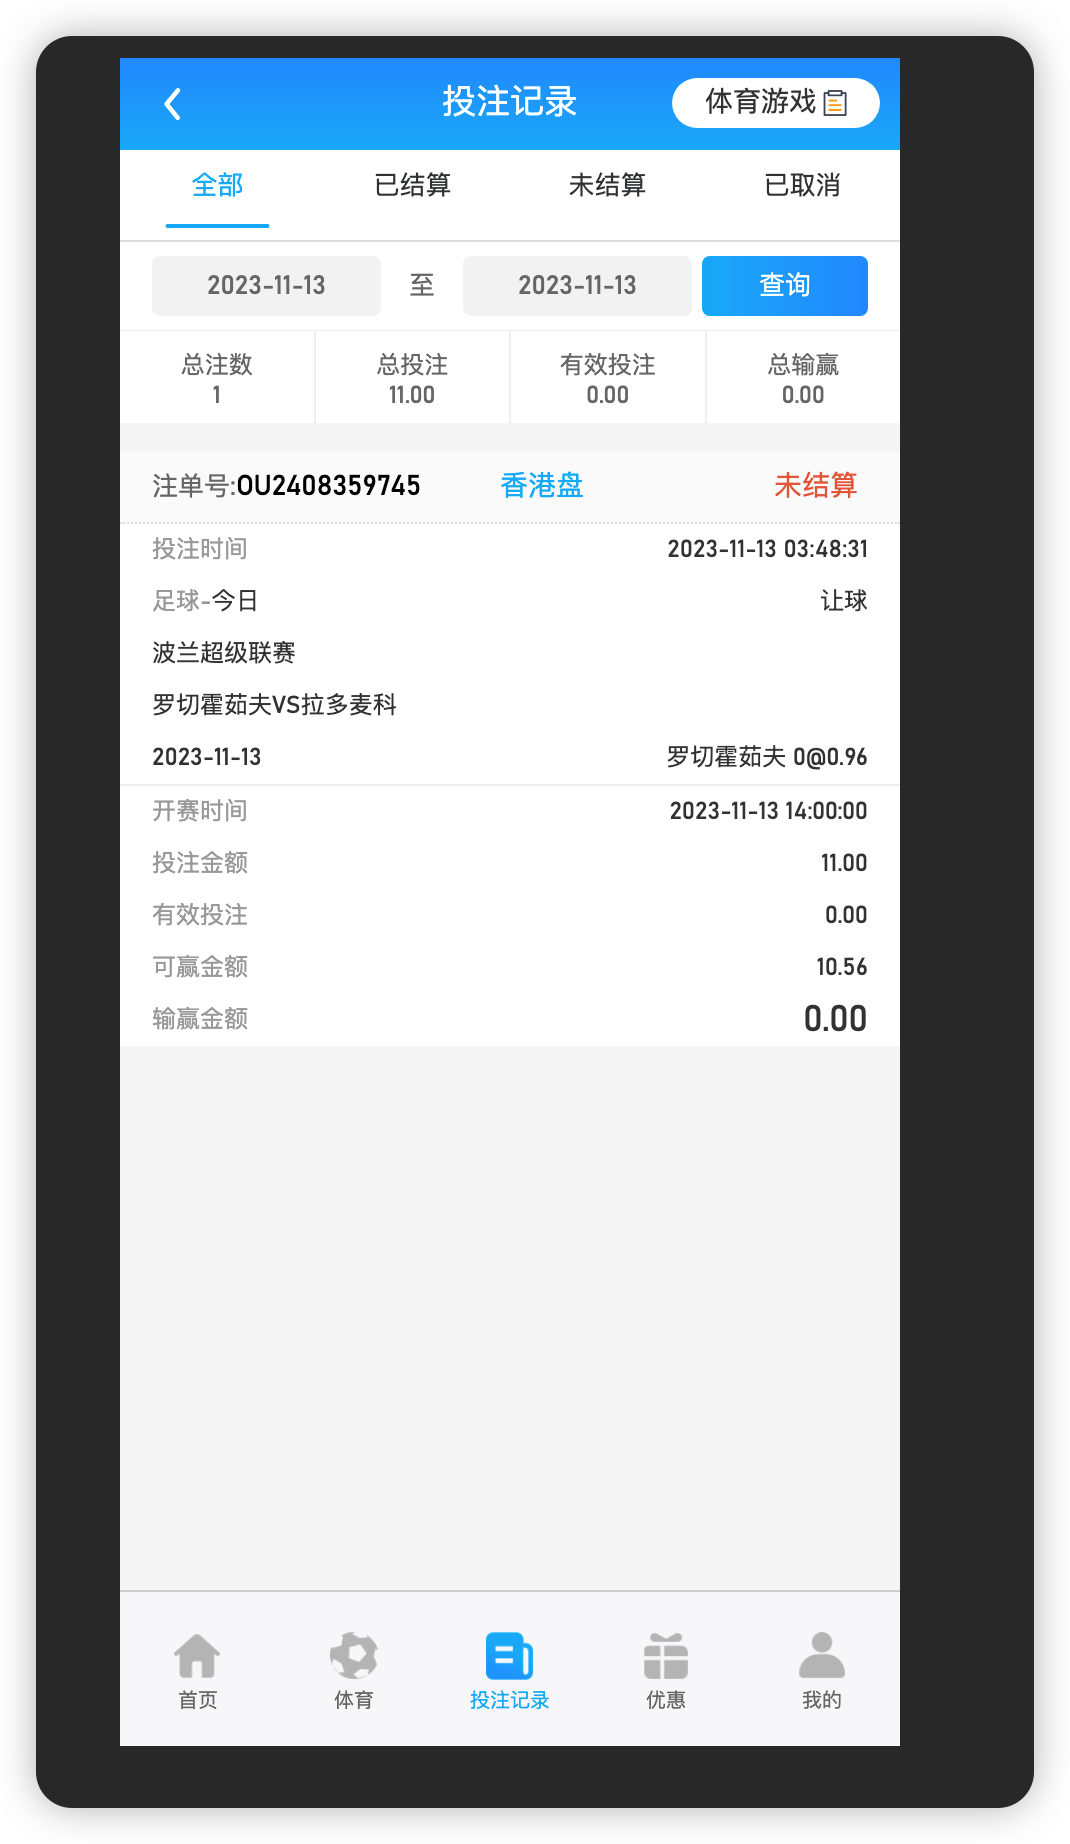 投注记录
体育游戏
全部 已结算 未结算 已取消
2023-11-13 至 2023-11-13 查询
总注数 总投注 有效投注 总输赢
1 11.00 0.00 0.00
注单号:OU2408359745 香港盘 未结算
投注时间 2023-11-13 03:48:31
足球-今日 让球
波兰超级联赛
罗切霍茹夫VS拉多麦科
2023-11-13 罗切霍茹夫 0@0.96
开赛时间 2023-11-13 14:00:00
投注金额 11.00
有效投注 0.00
可赢金额 10.56
输赢金额 0.00
首页 体育 投注记录 优惠 我的